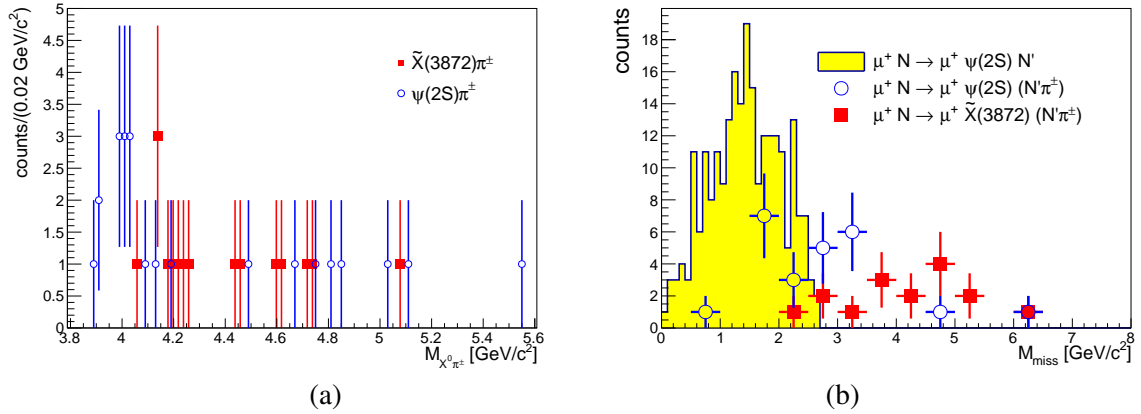 counts/(0.02 GeV/c²)
5
4.5
4
3.5
3
2.5
2
1.5
1
0.5
0
X̃(3872)π±
ψ(2S)π±
3.8 4 4.2 4.4 4.6 4.8 5 5.2 5.4 5.6
M_X⁰π± [GeV/c²]
(a)
counts
18
16
14
12
10
8
6
4
2
0
μ⁺ N → μ⁺ ψ(2S) N'
μ⁺ N → μ⁺ ψ(2S) (N'π±)
μ⁺ N → μ⁺ X̃(3872) (N'π±)
0 1 2 3 4 5 6 7 8
M_miss [GeV/c²]
(b)